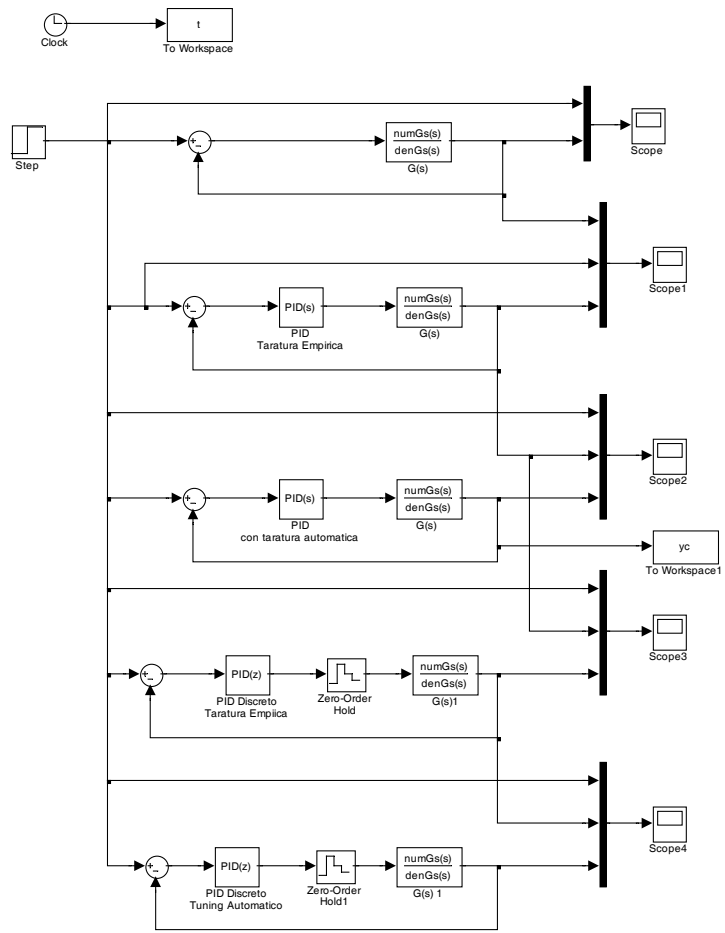 t
Clock
To Workspace
numGs(s)
denGs(s)
G(s)
Step
+
-
Scope
Scope1
+
-
PID(s)
numGs(s)
denGs(s)
PID
Taratura Empirica
G(s)
Scope2
+
-
PID(s)
numGs(s)
denGs(s)
PID
con taratura automatica
G(s)
yc
To Workspace1
Scope3
+
-
PID(z)
numGs(s)
denGs(s)
PID Discreto
Taratura Empiica
Zero-Order
Hold
G(s)1
Scope4
+
-
PID(z)
numGs(s)
denGs(s)
PID Discreto
Tuning Automatico
Zero-Order
Hold1
G(s) 1